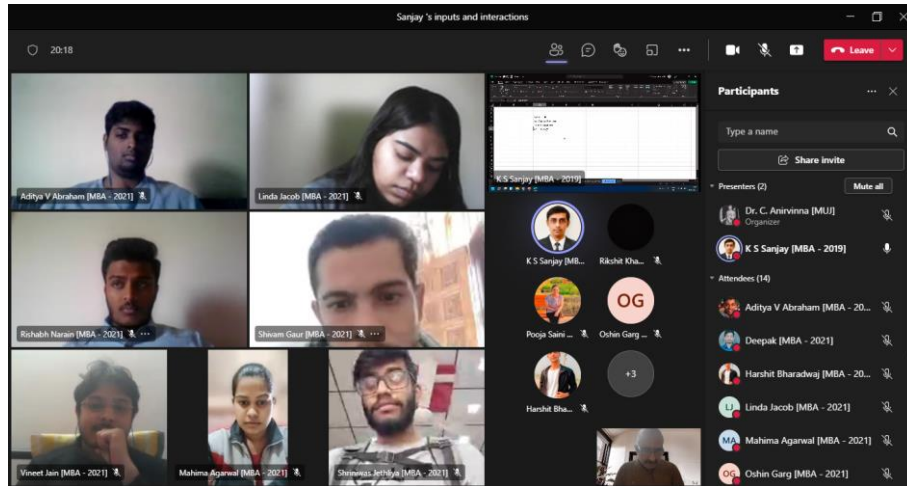 Sanjay 's inputs and interactions
20:18
Leave
Aditya V Abraham [MBA - 2021]
Linda Jacob [MBA - 2021]
K S Sanjay [MBA - 2019]
Rishabh Narain [MBA - 2021]
Shivam Gaur [MBA - 2021]
K S Sanjay [MB...
Rikshit Kha...
OG
Pooja Saini ...
Oshin Garg ...
+3
Harshit Bha...
Vineet Jain [MBA - 2021]
Mahima Agarwal [MBA - 2021]
Shriniwas Jethliya [MBA - 2021]
Participants
Type a name
Share invite
Presenters (2)
Mute all
Dr. C. Anirvinna [MUJ]
Organizer
K S Sanjay [MBA - 2019]
Attendees (14)
Aditya V Abraham [MBA - 20...
Deepak [MBA - 2021]
Harshit Bharadwaj [MBA - 20...
LJ
Linda Jacob [MBA - 2021]
MA
Mahima Agarwal [MBA - 2021]
OG
Oshin Garg [MBA - 2021]